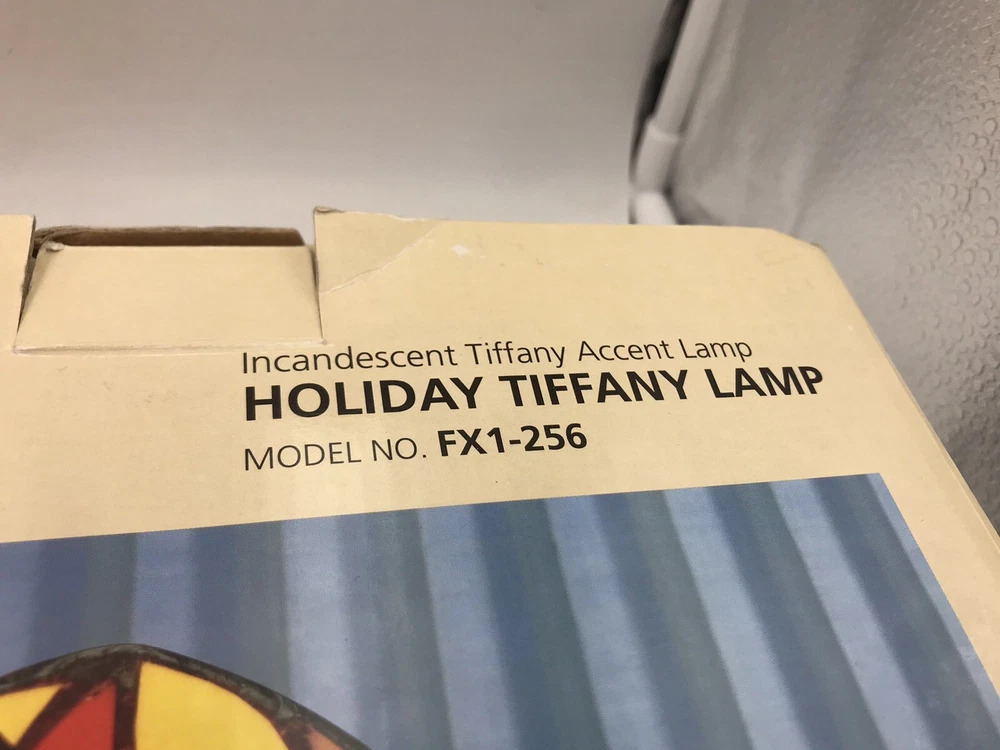 Incandescent Tiffany Accent Lamp
HOLIDAY TIFFANY LAMP
MODEL NO. FX1-256